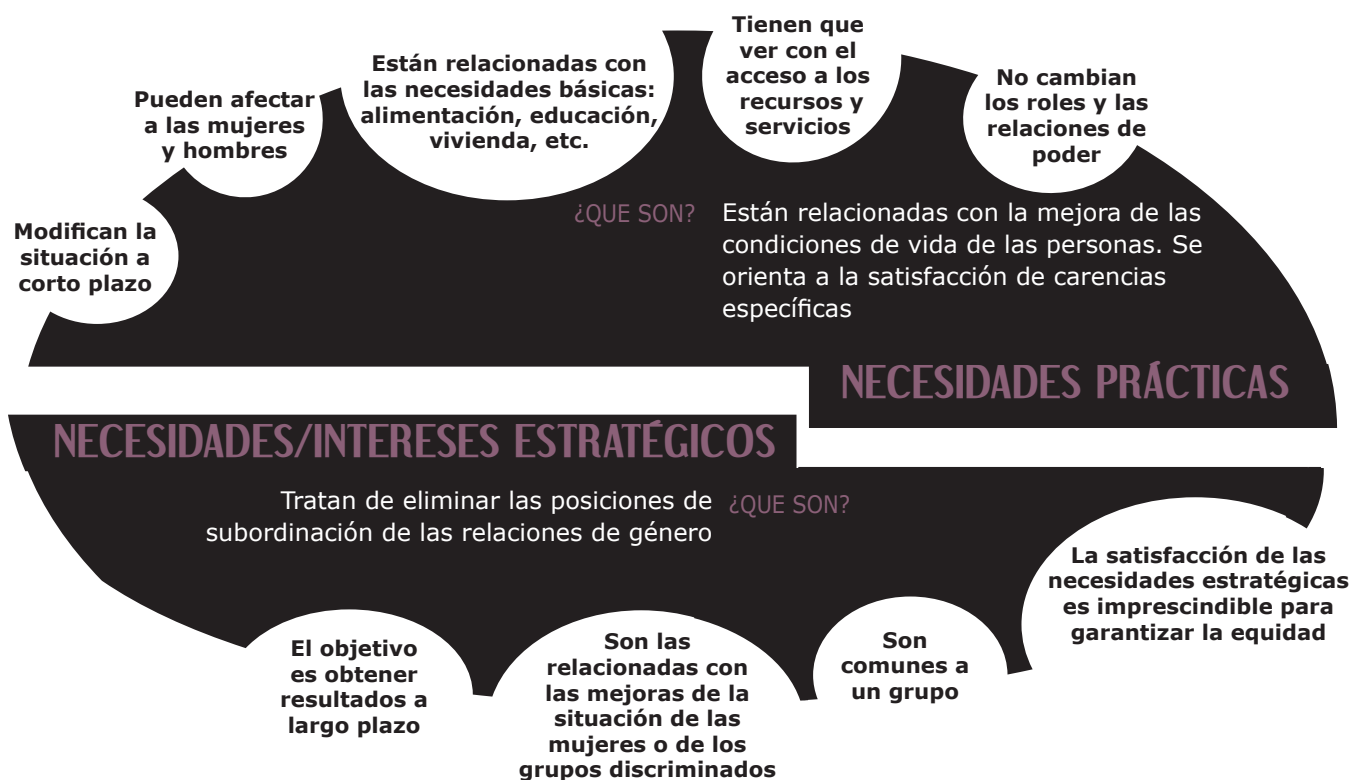 Modifican la
situación a
corto plazo
Pueden afectar
a las mujeres
y hombres
Están relacionadas con
las necesidades básicas:
alimentación, educación,
vivienda, etc.
Tienen que
ver con el
acceso a los
recursos y
servicios
No cambian
los roles y las
relaciones de
poder
¿QUE SON?
Están relacionadas con la mejora de las
condiciones de vida de las personas. Se
orienta a la satisfacción de carencias
específicas
NECESIDADES PRÁCTICAS
NECESIDADES/INTERESES ESTRATÉGICOS
Tratan de eliminar las posiciones de
subordinación de las relaciones de género
¿QUE SON?
El objetivo
es obtener
resultados a
largo plazo
Son las
relacionadas con
las mejoras de la
situación de las
mujeres o de los
grupos discriminados
Son
comunes a
un grupo
La satisfacción de las
necesidades estratégicas
es imprescindible para
garantizar la equidad